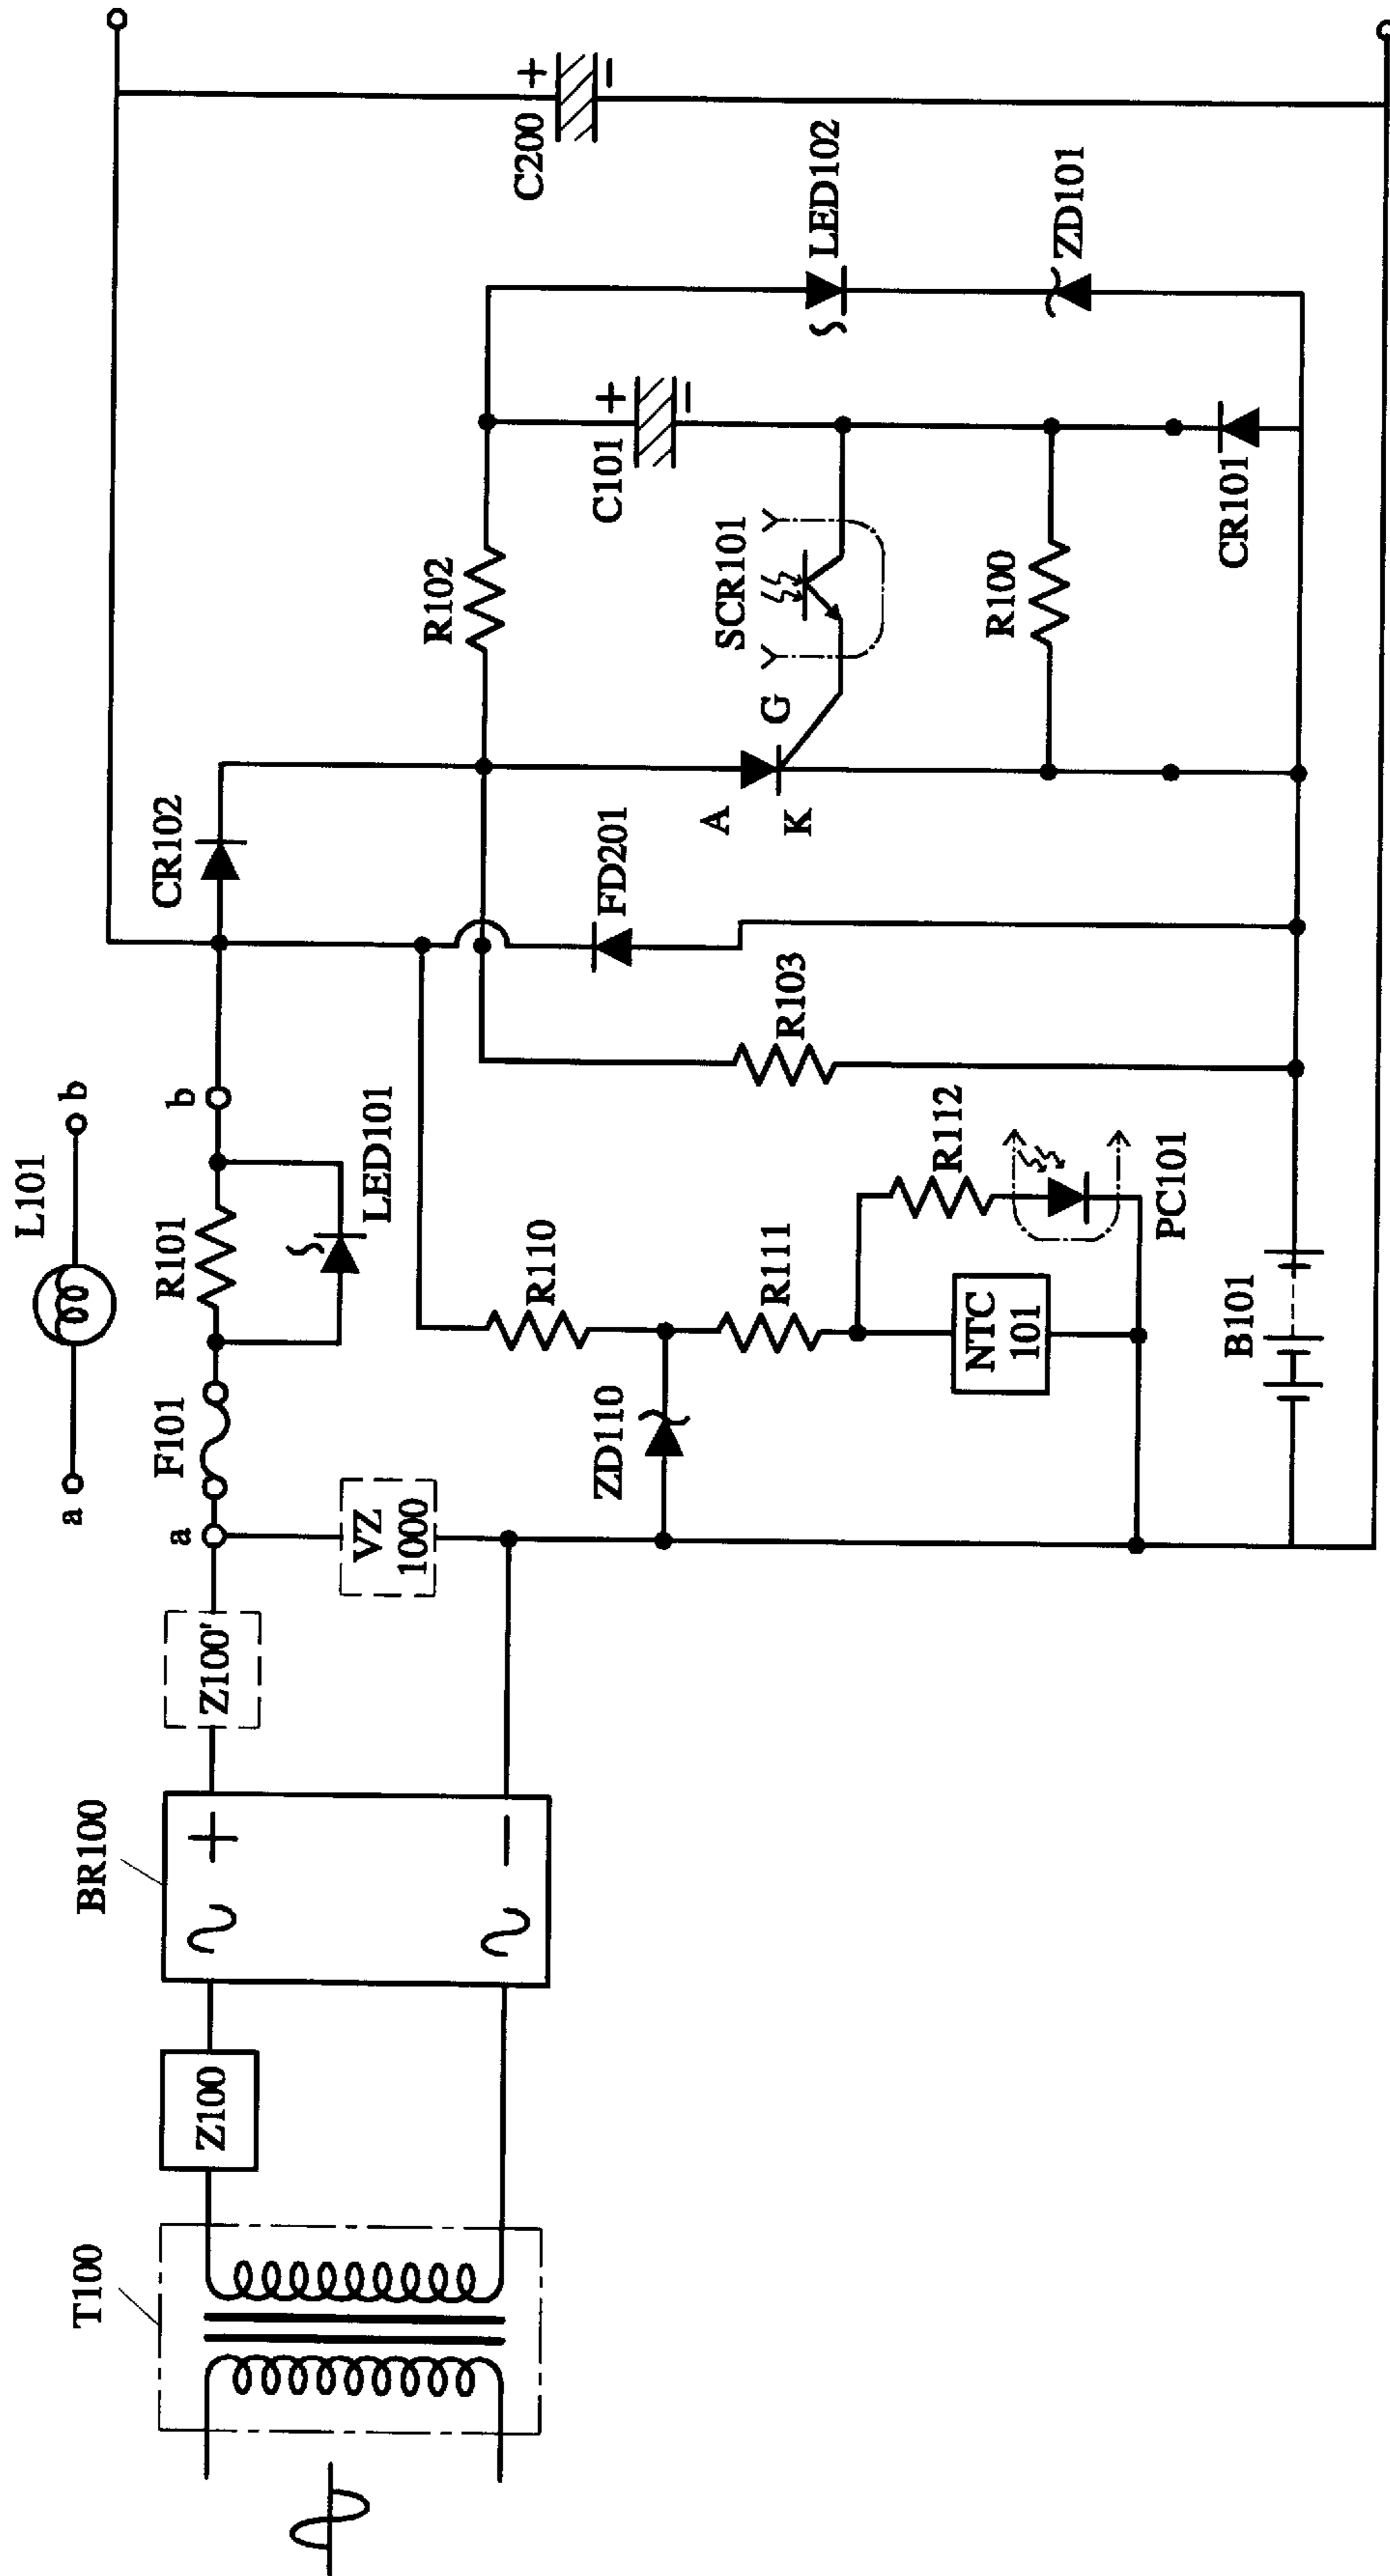 T100
Z100
BR100
+
−
Z100'
VZ
1000
a
F101
R101
LED101
b
a
L101
b
CR102
ZD110
R110
R111
NTC
101
R112
PC101
B101
R103
FD201
A
K
G
SCR101
R102
R100
C101
+
−
CR101
LED102
ZD101
C200
+
−